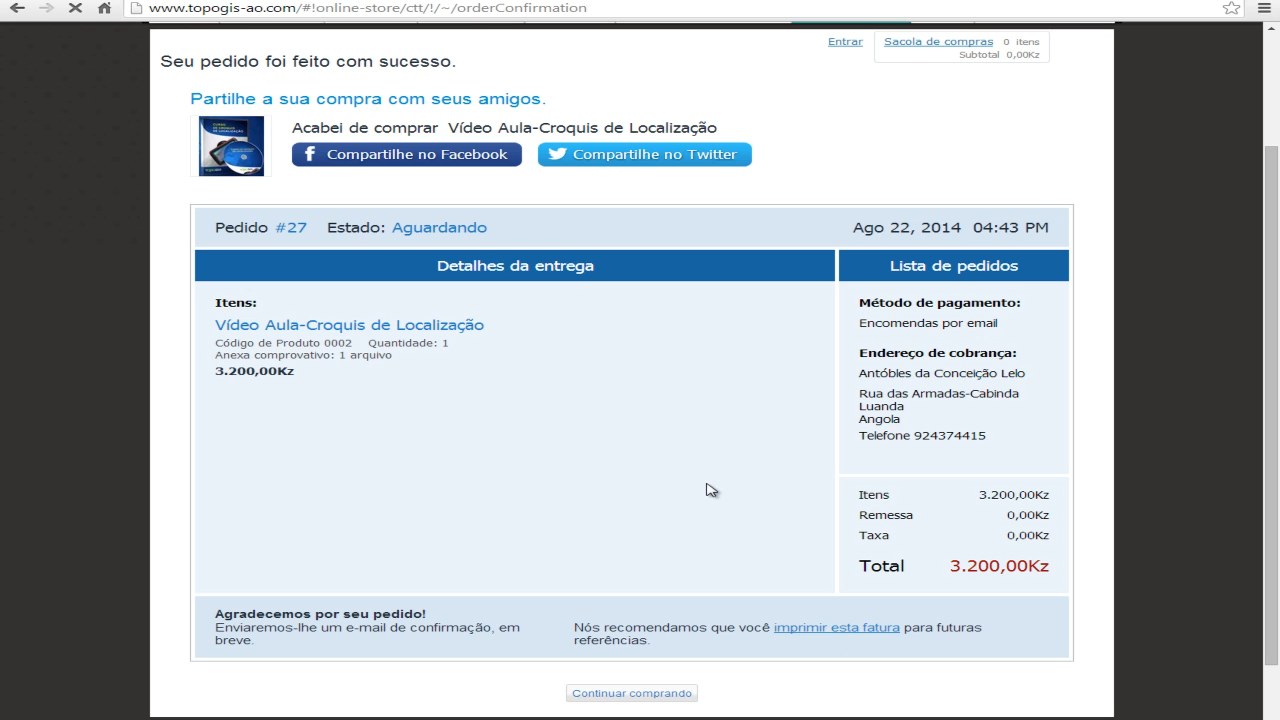 www.topogis-ao.com/#!online-store/ctt/!/~/orderConfirmation
Entrar
Sacola de compras 0 itens
Subtotal 0,00Kz
Seu pedido foi feito com sucesso.
Partilhe a sua compra com seus amigos.
CURSO
DE CROQUIS
DE LOCALIZAÇÃO
Acabei de comprar Vídeo Aula-Croquis de Localização
Compartilhe no Facebook
Compartilhe no Twitter
Pedido #27 Estado: Aguardando
Ago 22, 2014 04:43 PM
Detalhes da entrega
Itens:
Vídeo Aula-Croquis de Localização
Código de Produto 0002 Quantidade: 1
Anexa comprovativo: 1 arquivo
3.200,00Kz
Lista de pedidos
Método de pagamento:
Encomendas por email
Endereço de cobrança:
Antóbles da Conceição Lelo
Rua das Armadas-Cabinda
Luanda
Angola
Telefone 924374415
Itens 3.200,00Kz
Remessa 0,00Kz
Taxa 0,00Kz
Total 3.200,00Kz
Agradecemos por seu pedido!
Enviaremos-lhe um e-mail de confirmação, em
breve.
Nós recomendamos que você imprimir esta fatura para futuras
referências.
Continuar comprando